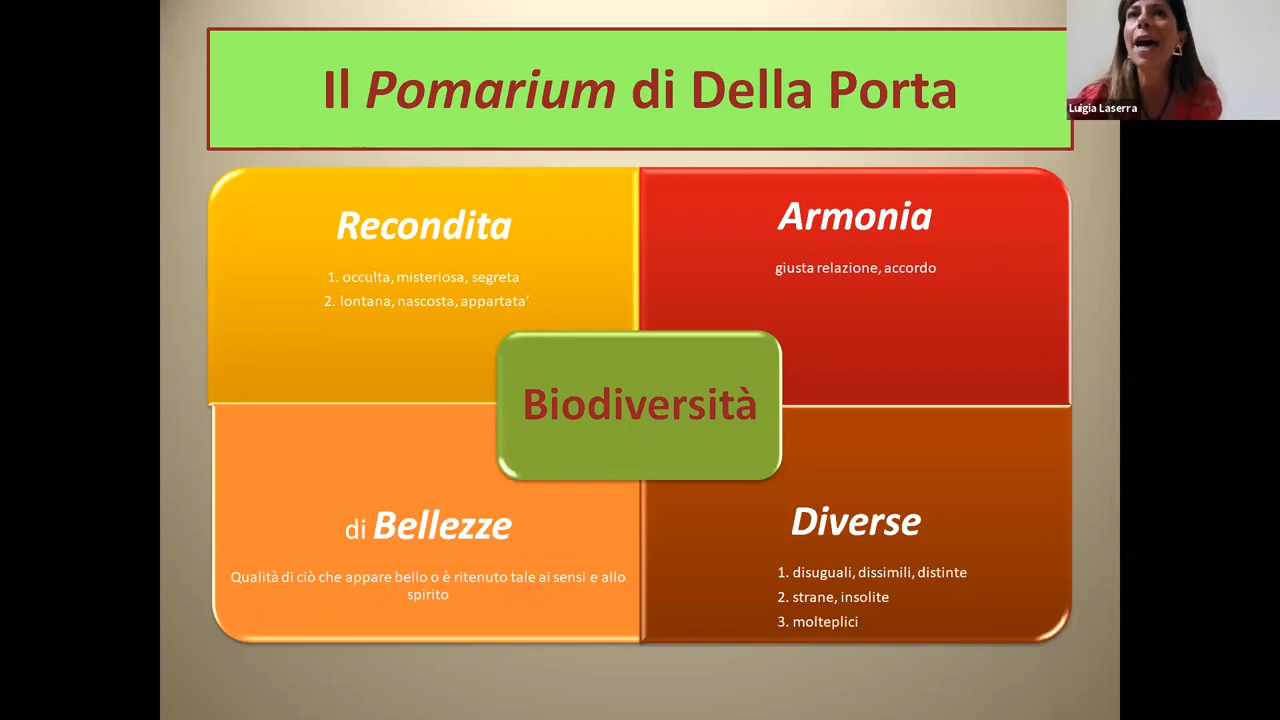 Il Pomarium di Della Porta
Luigia Laserra
Recondita
1. occulta, misteriosa, segreta
2. lontana, nascosta, appartata’
Armonia
giusta relazione, accordo
Biodiversità
di Bellezze
Qualità di ciò che appare bello o è ritenuto tale ai sensi e allo
spirito
Diverse
1. disuguali, dissimili, distinte
2. strane, insolite
3. molteplici